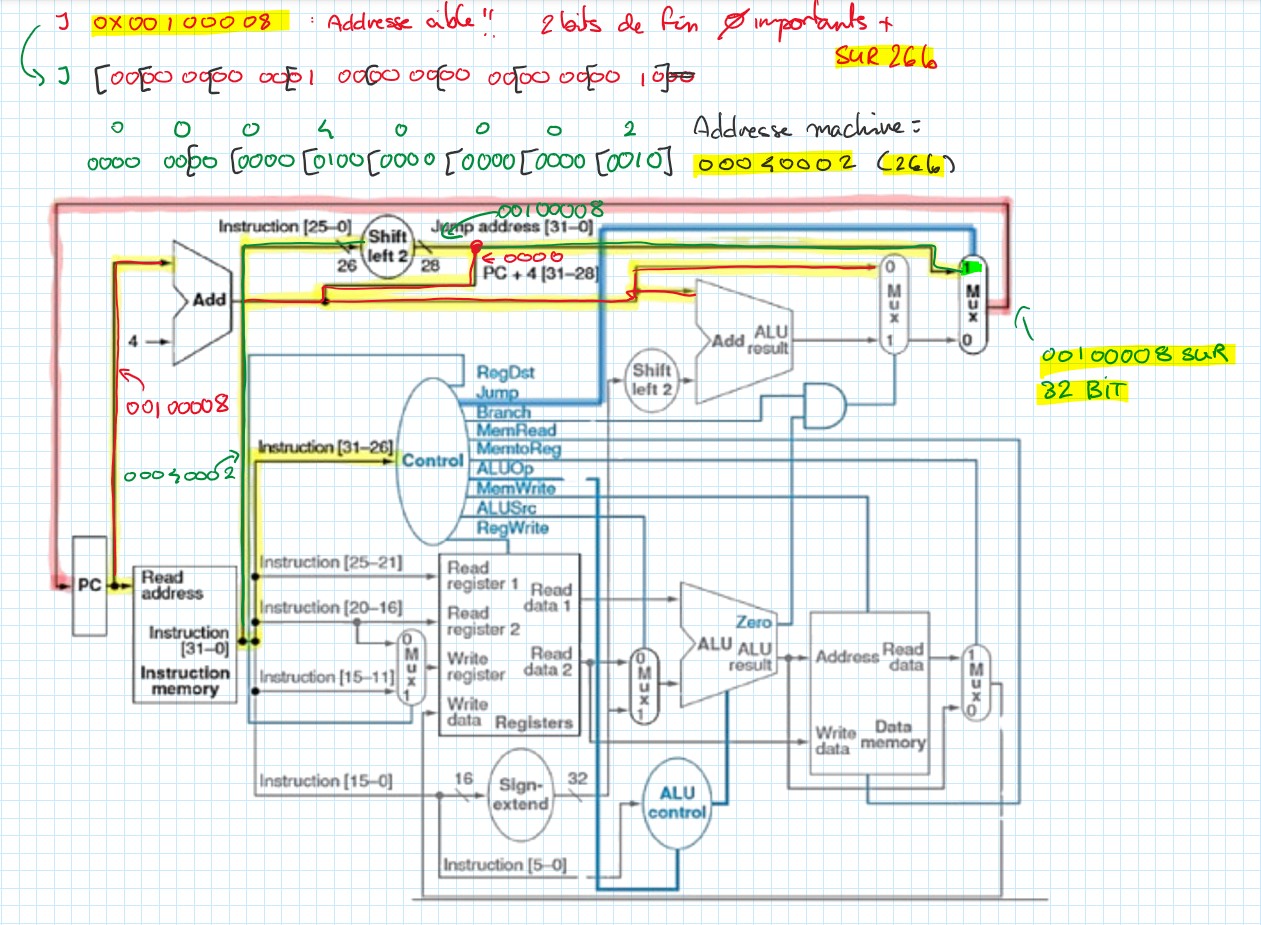 J 0X00100008 : Addresse cible!! 2 bits de fin Ø importants +
SUR 26b
J [0000 0000 0001 0000 0000 0000 0000 10]00
0 0 0 4 0 0 0 2 Addresse machine =
0000 00[00 [0000 [0100 [0000 [0000 [0000 [0010] 00040002 (26b)
00100008
Instruction [25–0]
Jump address [31–0]
Shift
left 2
26
28
0000
PC + 4 [31–28]
Add
4
0
M
u
x
1
1
M
u
x
0
Add
ALU
result
Shift
left 2
00100008 SUR
32 BIT
00100008
00040002
RegDst
Jump
Branch
MemRead
MemtoReg
ALUOp
MemWrite
ALUSrc
RegWrite
Instruction [31–26]
Control
PC
Read
address
Instruction
[31–0]
Instruction
memory
Instruction [25–21]
Instruction [20–16]
Instruction [15–11]
0
M
u
x
1
Read
register 1
Read
register 2
Write
register
Write
data
Read
data 1
Read
data 2
Registers
0
M
u
x
1
Zero
ALU
ALU
result
Address
Read
data
Write
data
Data
memory
1
M
u
x
0
Instruction [15–0]
16
Sign-
extend
32
ALU
control
Instruction [5–0]